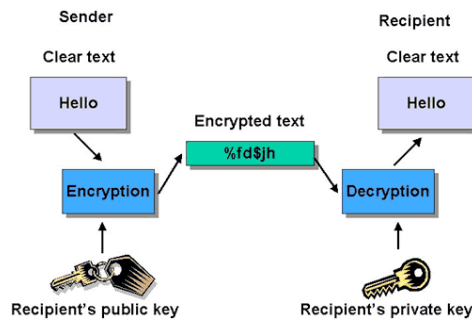 Sender
Recipient
Clear text
Clear text
Hello
Hello
Encrypted text
%fd$jh
Encryption
Decryption
Recipient's public key
Recipient's private key